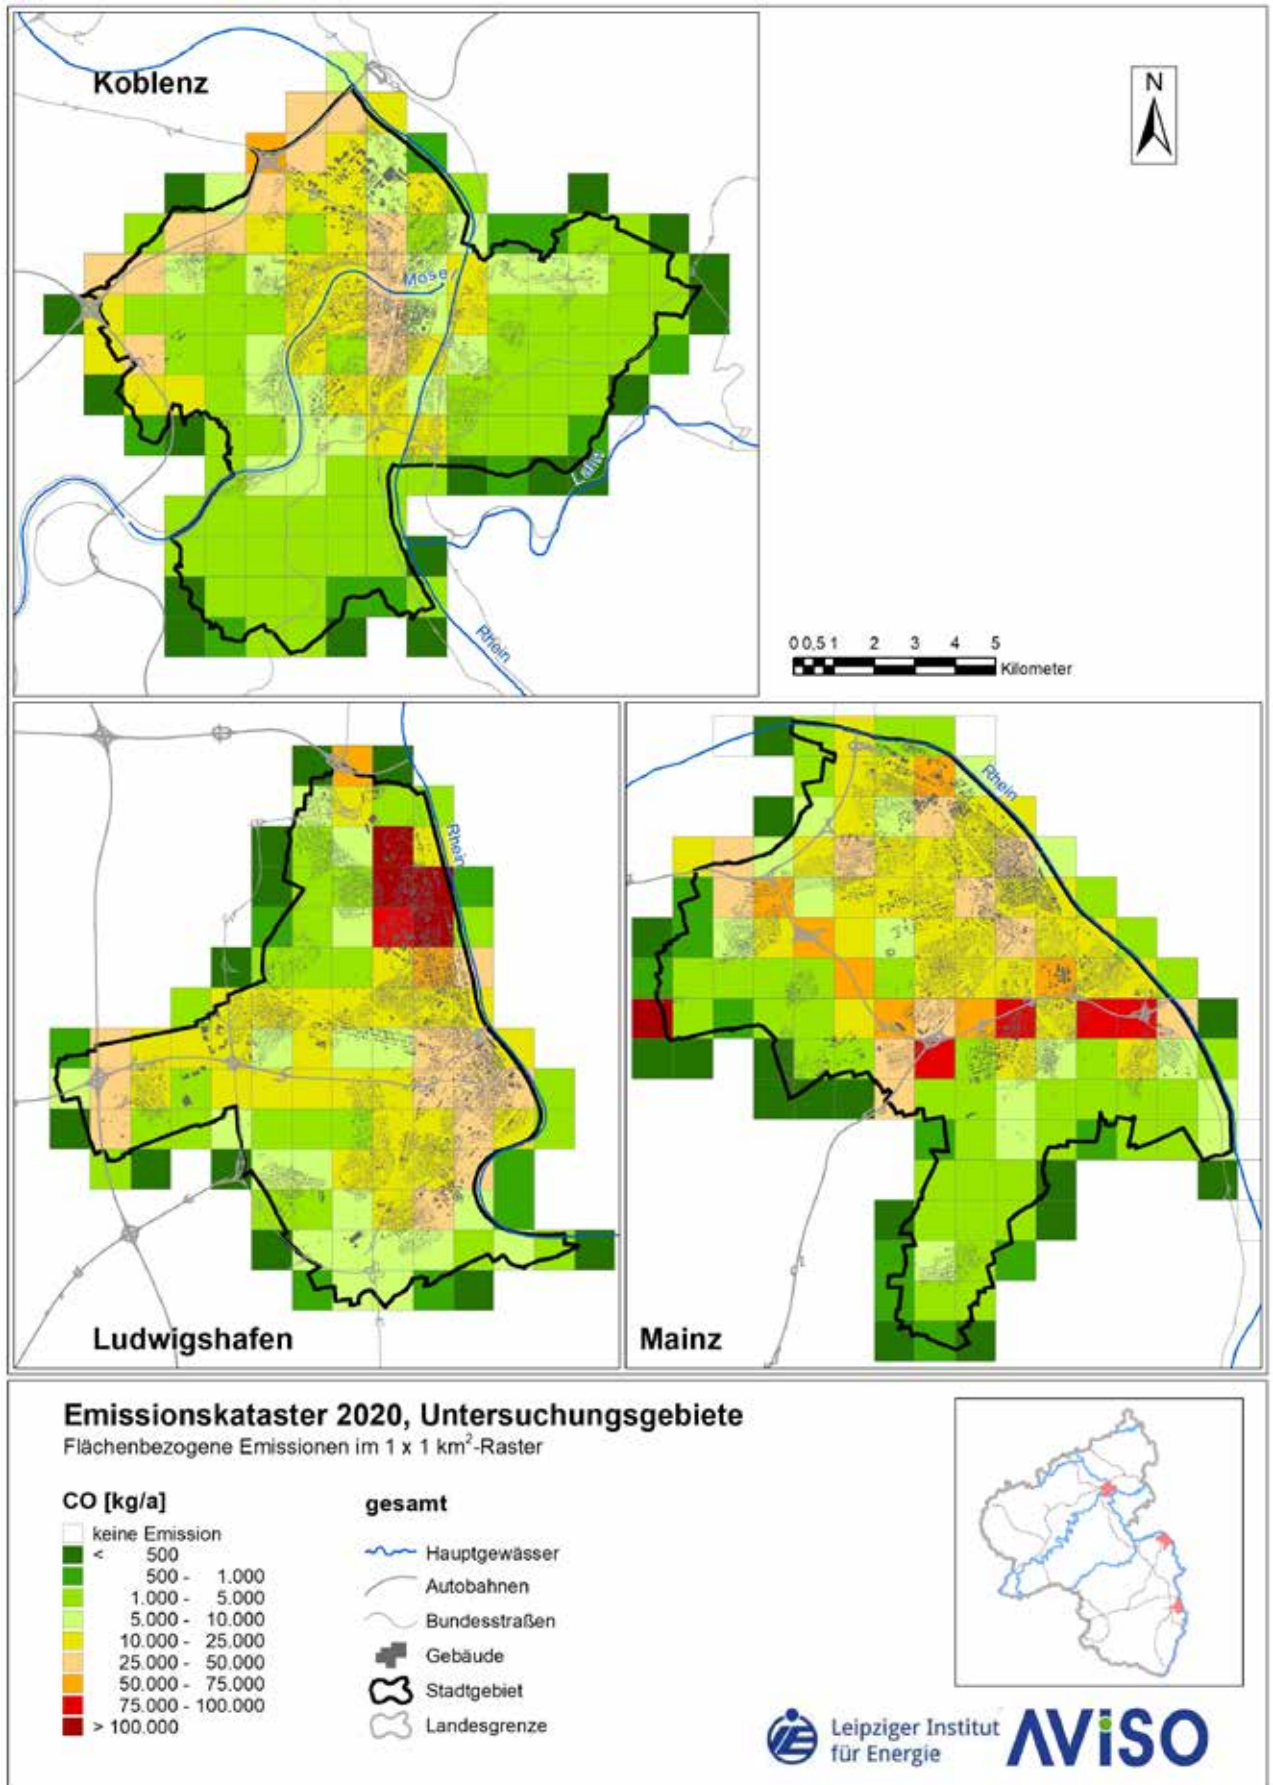 Koblenz
N
Mosel
Lahn
Rhein
0 0,5 1 2 3 4 5
Kilometer
Rhein
Ludwigshafen
Rhein
Mainz
Emissionskataster 2020, Untersuchungsgebiete
Flächenbezogene Emissionen im 1 x 1 km²-Raster
CO [kg/a]
keine Emission
< 500
500 - 1.000
1.000 - 5.000
5.000 - 10.000
10.000 - 25.000
25.000 - 50.000
50.000 - 75.000
75.000 - 100.000
> 100.000
gesamt
Hauptgewässer
Autobahnen
Bundesstraßen
Gebäude
Stadtgebiet
Landesgrenze
Leipziger Institut
für Energie
AViSO